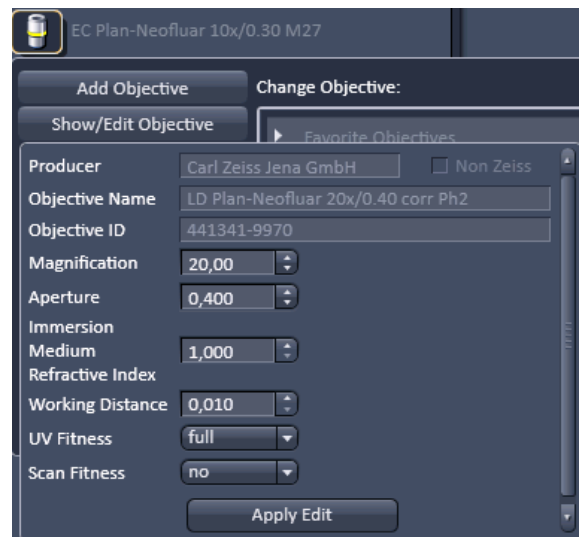 EC Plan-Neofluar 10x/0.30 M27
Add Objective
Change Objective:
Show/Edit Objective
Favorite Objectives
Producer Carl Zeiss Jena GmbH Non Zeiss
Objective Name LD Plan-Neofluar 20x/0.40 corr Ph2
Objective ID 441341-9970
Magnification 20,00
Aperture 0,400
Immersion
Medium 1,000
Refractive Index
Working Distance 0,010
UV Fitness full
Scan Fitness no
Apply Edit